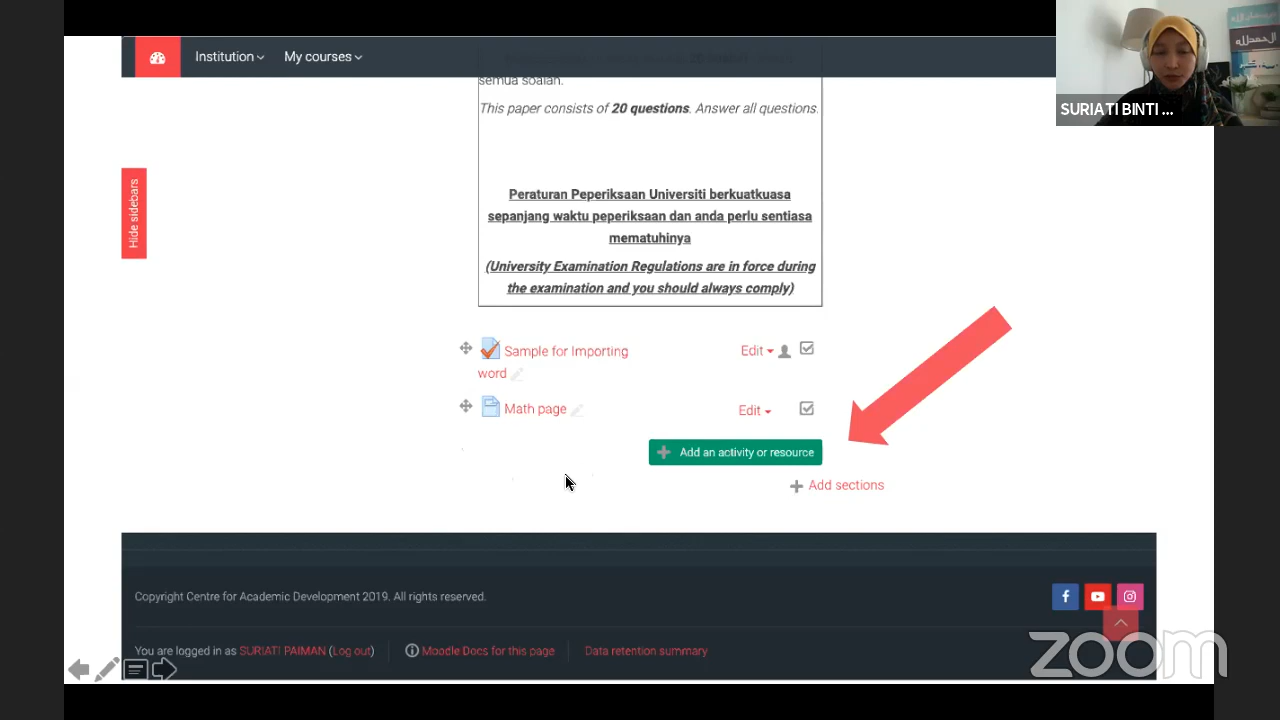 Institution
My courses
SURIATI BINTI ...
semua soalan.
This paper consists of 20 questions. Answer all questions.
Hide sidebars
Peraturan Peperiksaan Universiti berkuatkuasa
sepanjang waktu peperiksaan dan anda perlu sentiasa
mematuhinya
(University Examination Regulations are in force during
the examination and you should always comply)
Sample for Importing
word
Edit
Math page
Edit
Add an activity or resource
Add sections
Copyright Centre for Academic Development 2019. All rights reserved.
You are logged in as SURIATI PAIMAN (Log out)
Moodle Docs for this page
Data retention summary
zoom